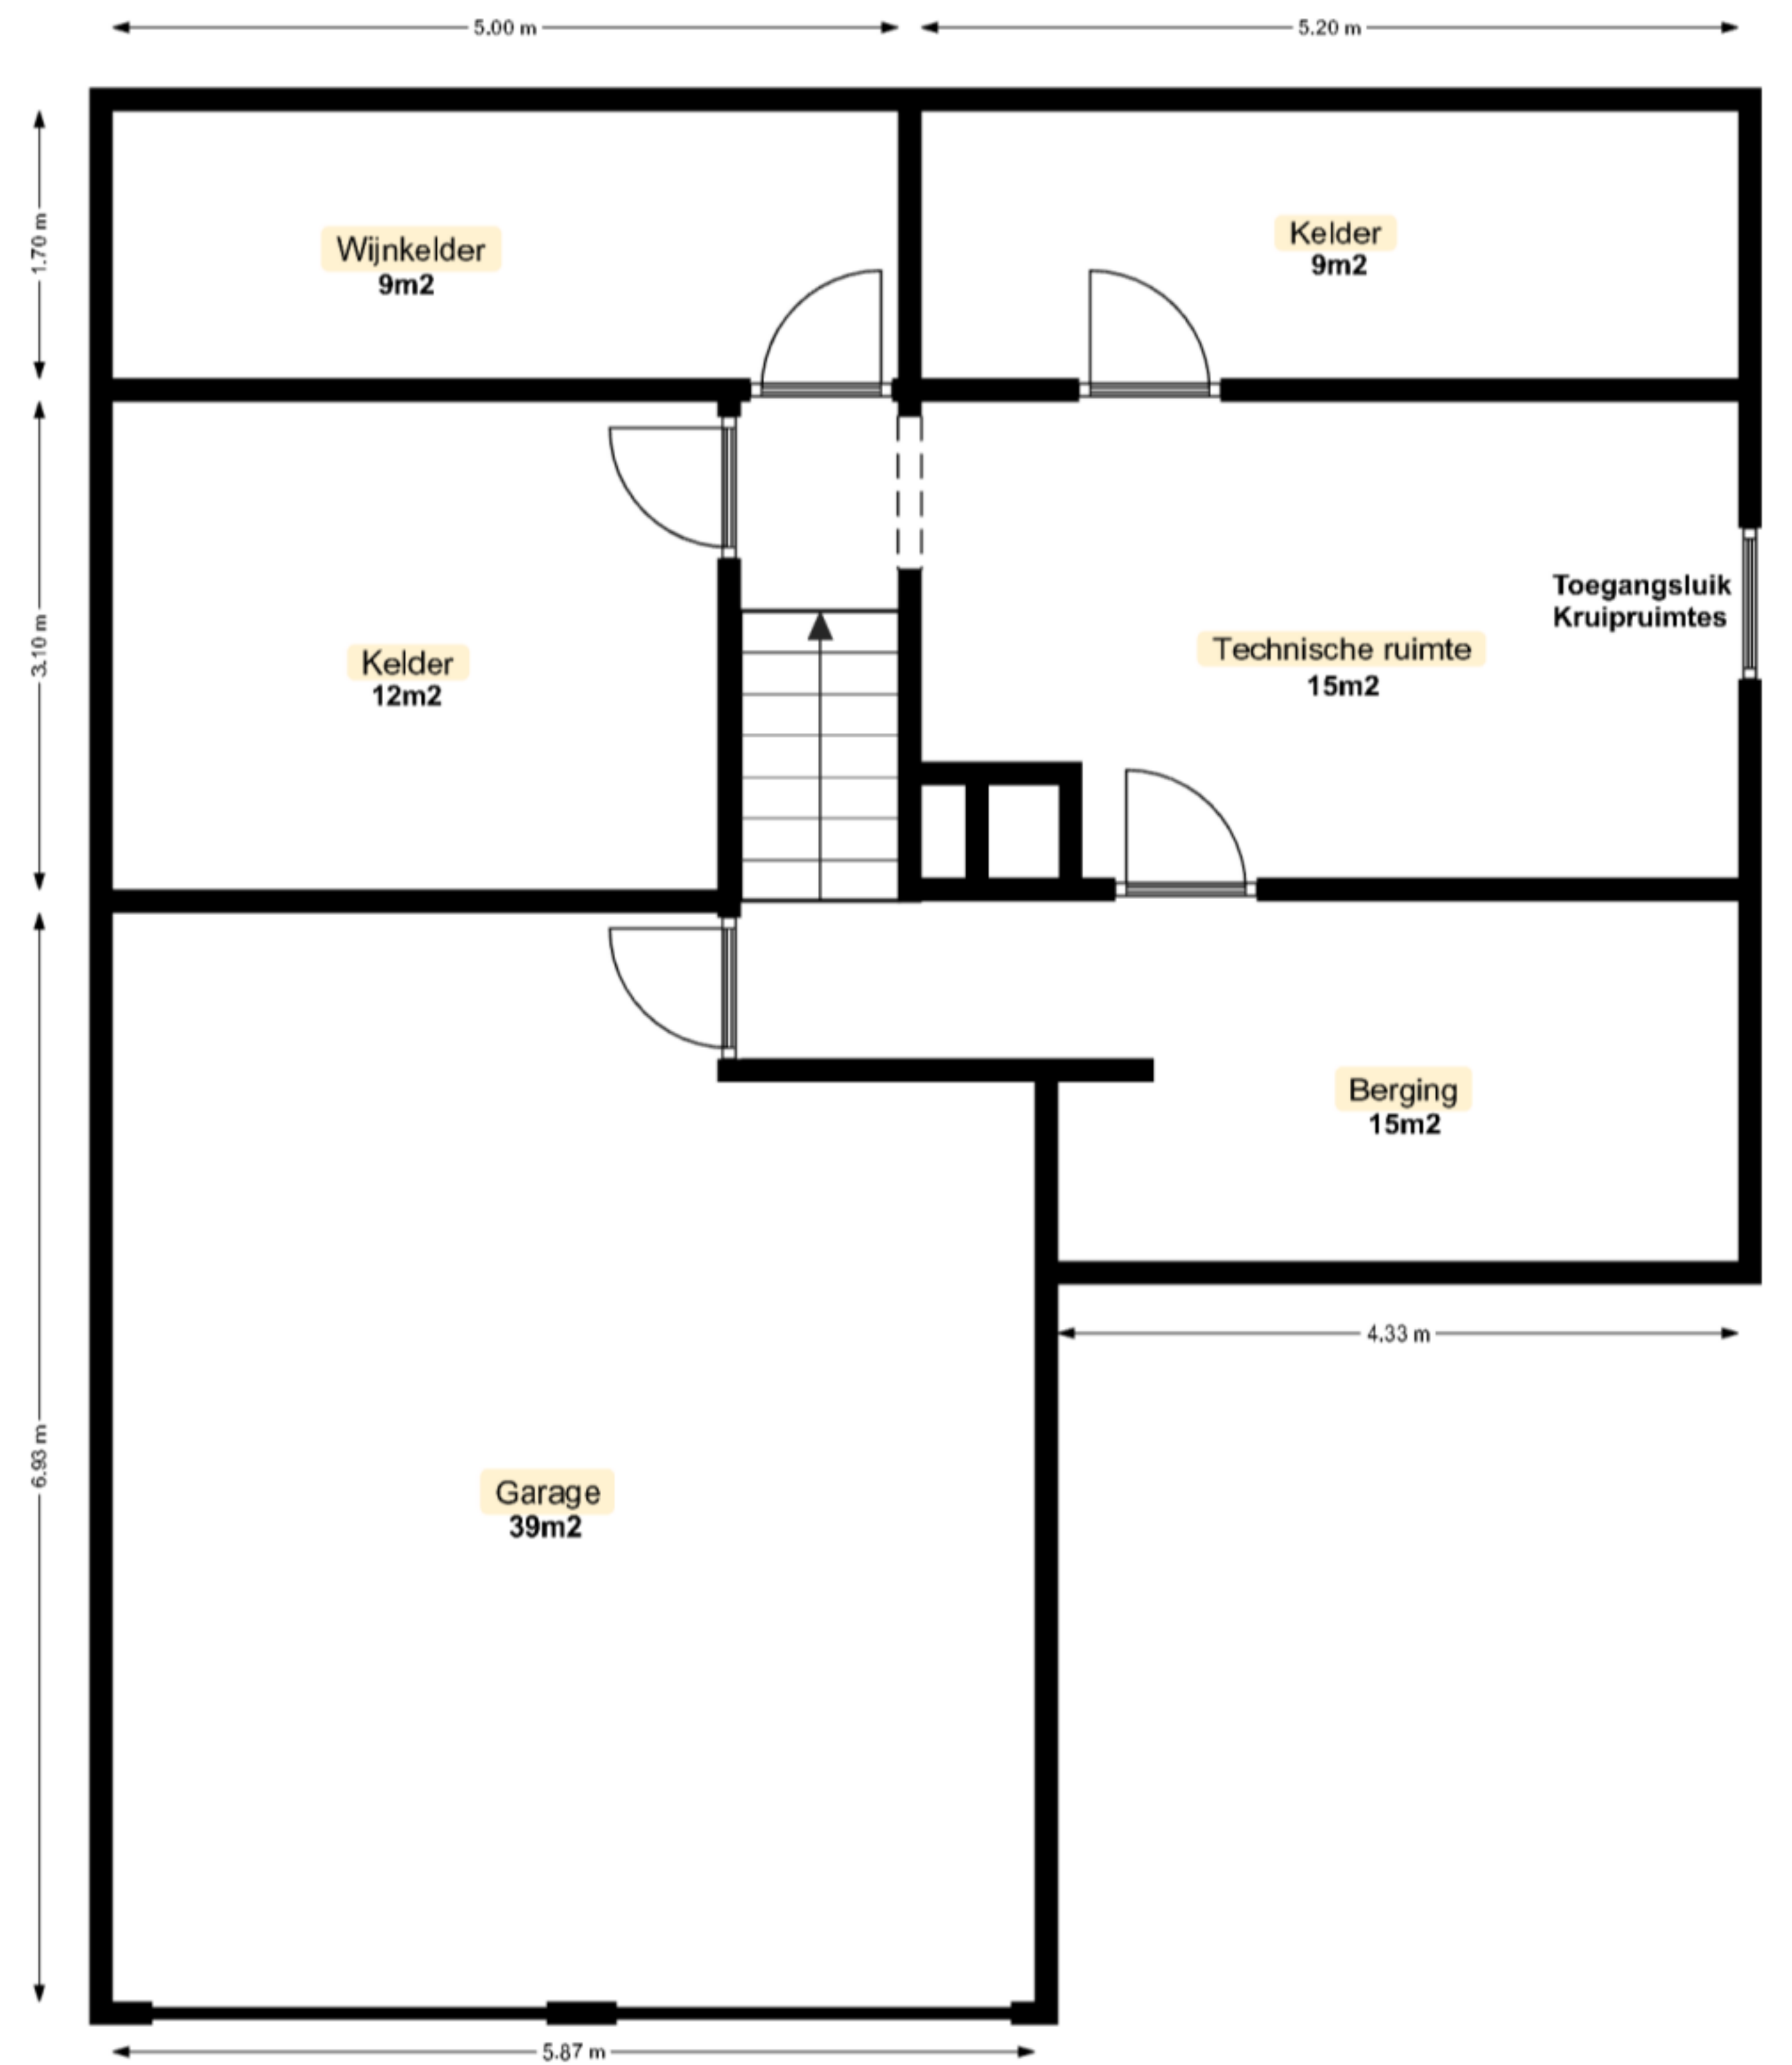 5.00 m
5.20 m
1.70 m
Wijnkelder
9m2
Kelder
9m2
3.10 m
Kelder
12m2
Toegangsluik
Kruipruimtes
Technische ruimte
15m2
Berging
15m2
4.33 m
6.93 m
Garage
39m2
5.87 m